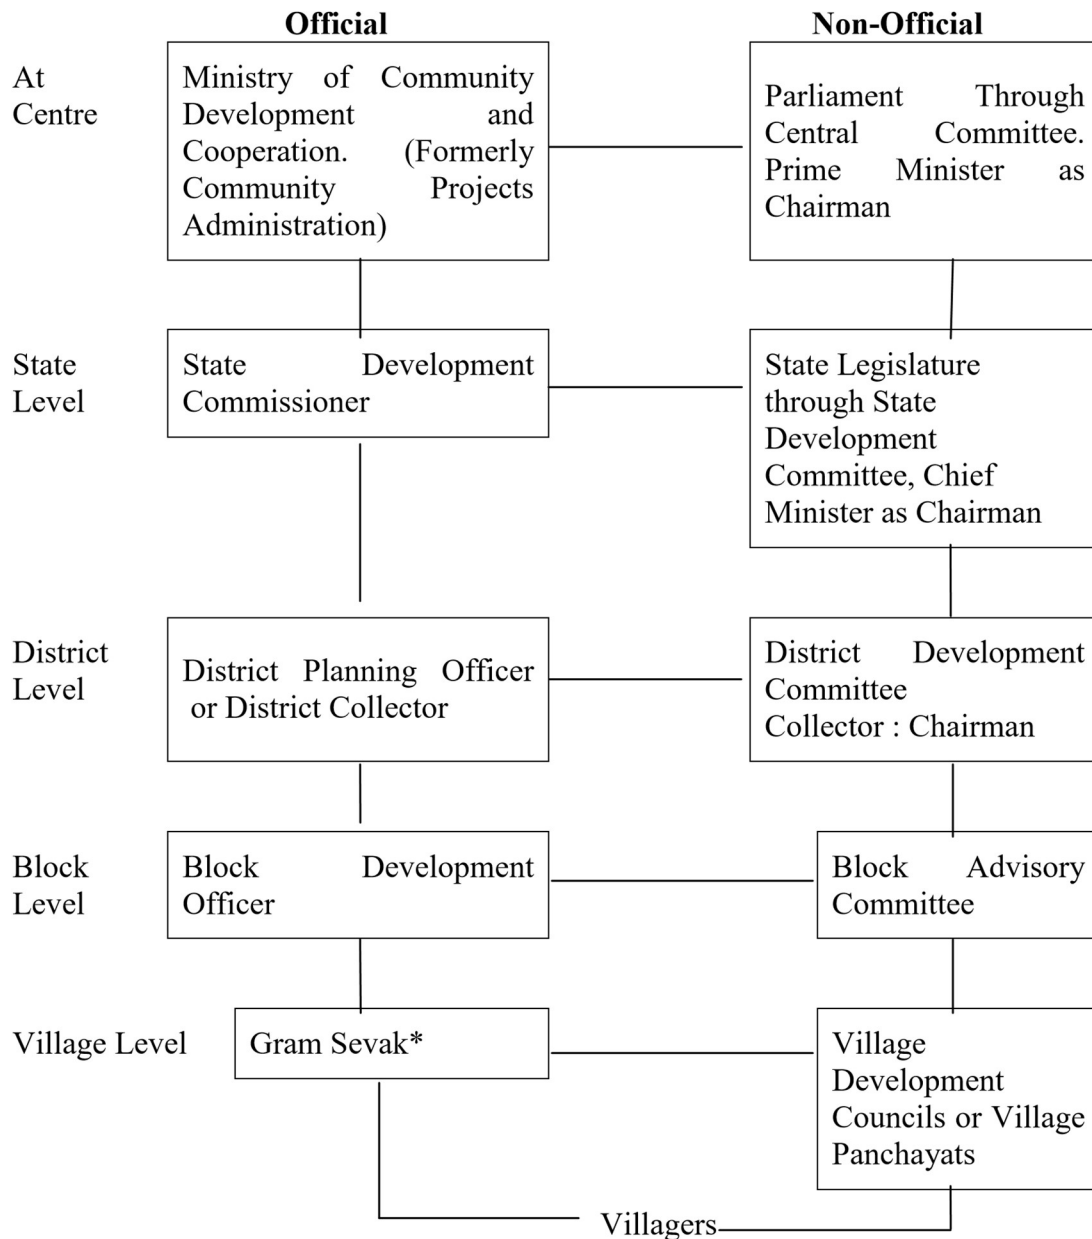 Official
Non-Official
At
Centre
Ministry of Community
Development and
Cooperation. (Formerly
Community Projects
Administration)
Parliament Through
Central Committee.
Prime Minister as
Chairman
State
Level
State Development
Commissioner
State Legislature
through State
Development
Committee, Chief
Minister as Chairman
District
Level
District Planning Officer
or District Collector
District Development
Committee
Collector : Chairman
Block
Level
Block Development
Officer
Block Advisory
Committee
Village Level
Gram Sevak*
Village
Development
Councils or Village
Panchayats
Villagers